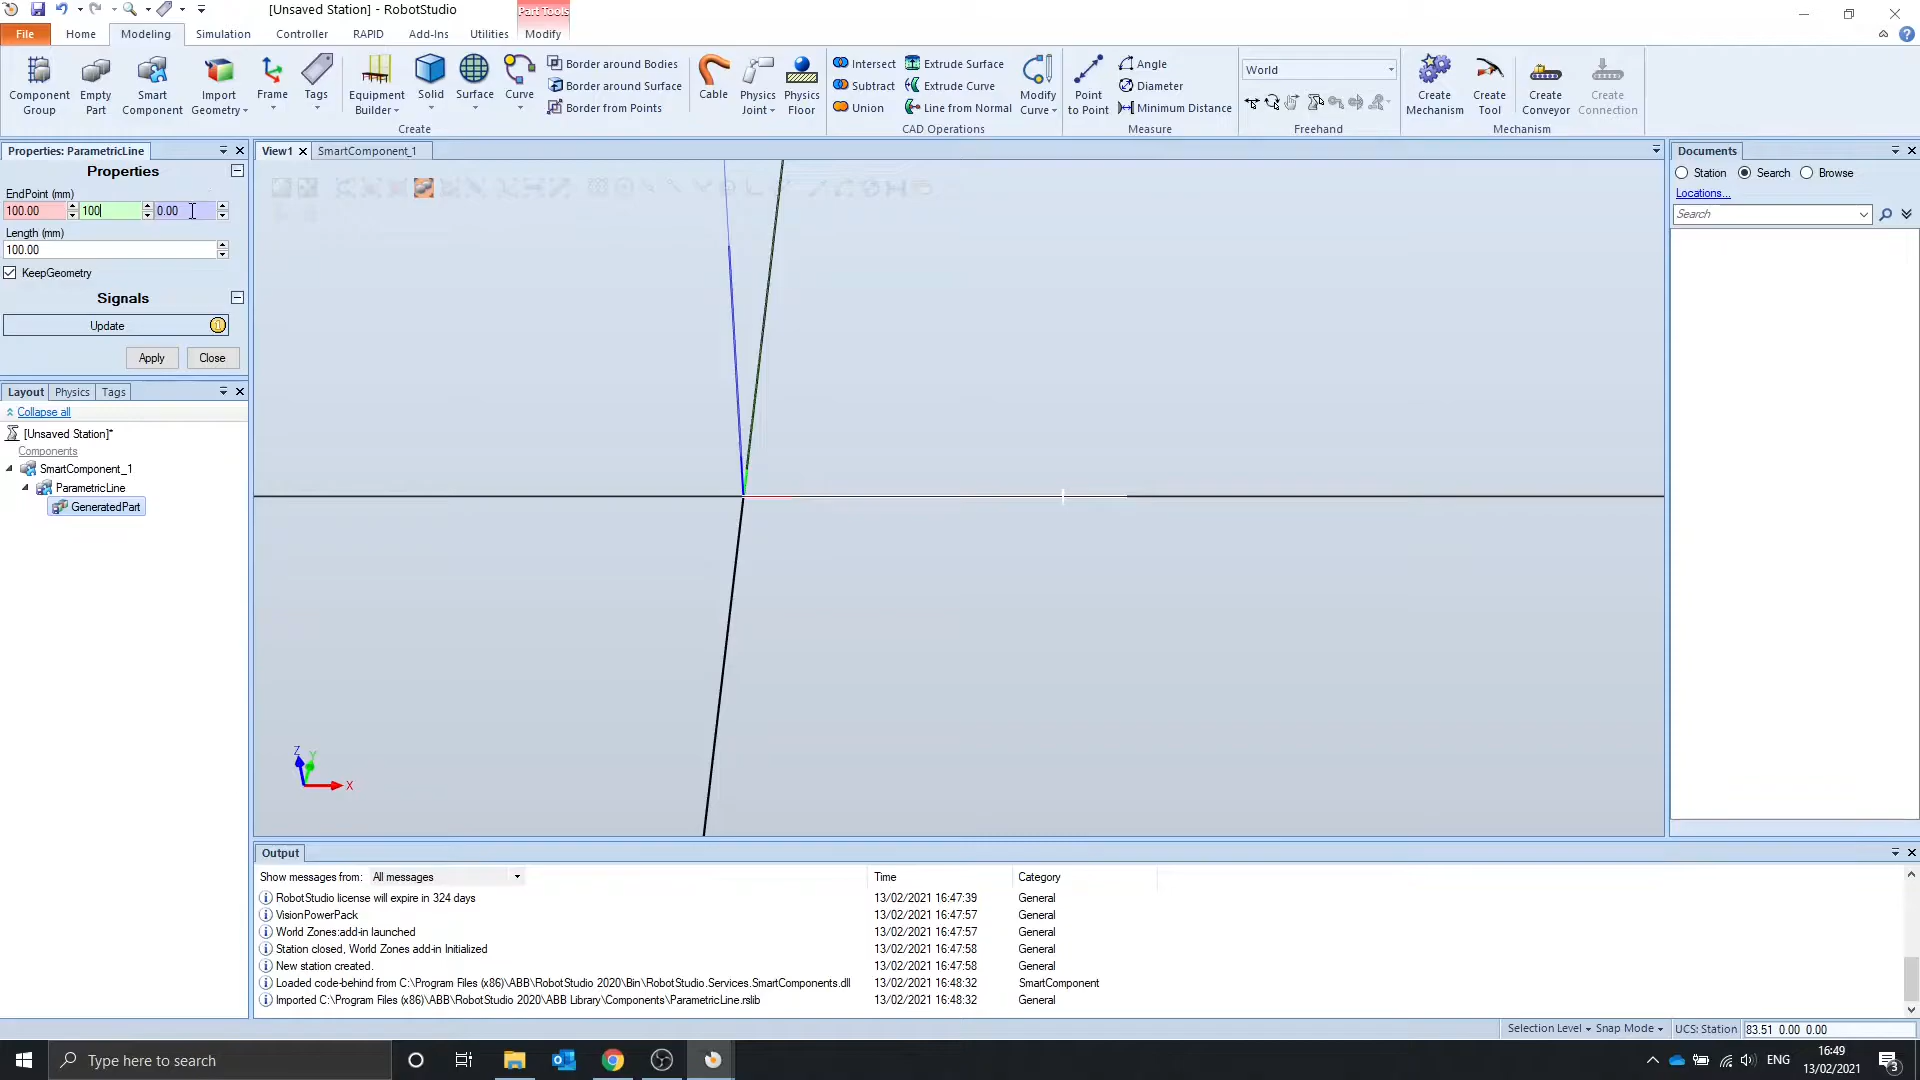 [Unsaved Station] - RobotStudio
Part Tools
File
Home
Modeling
Simulation
Controller
RAPID
Add-Ins
Utilities
Modify
Component Group
Empty Part
Smart Component
Import Geometry
Frame
Tags
Equipment Builder
Solid
Surface
Curve
Border around Bodies
Border around Surface
Border from Points
Create
Cable
Physics Joint
Physics Floor
Intersect
Subtract
Union
Extrude Surface
Extrude Curve
Line from Normal
Modify Curve
CAD Operations
Point to Point
Angle
Diameter
Minimum Distance
Measure
World
Freehand
Create Mechanism
Create Tool
Create Conveyor
Create Connection
Mechanism
Properties: ParametricLine
Properties
EndPoint (mm)
100.00
100
0.00
Length (mm)
100.00
KeepGeometry
Signals
Update
Apply
Close
Layout
Physics
Tags
Collapse all
[Unsaved Station]*
Components
SmartComponent_1
ParametricLine
GeneratedPart
View1
SmartComponent_1
Z
Y
X
Documents
Station
Search
Browse
Locations...
Search
Output
Show messages from:
All messages
Time
Category
RobotStudio license will expire in 324 days 13/02/2021 16:47:39 General
VisionPowerPack 13/02/2021 16:47:57 General
World Zones:add-in launched 13/02/2021 16:47:57 General
Station closed, World Zones add-in Initialized 13/02/2021 16:47:58 General
New station created. 13/02/2021 16:47:58 General
Loaded code-behind from C:\Program Files (x86)\ABB\RobotStudio 2020\Bin\RobotStudio.Services.SmartComponents.dll 13/02/2021 16:48:32 SmartComponent
Imported C:\Program Files (x86)\ABB\RobotStudio 2020\ABB Library\Components\ParametricLine.rslib 13/02/2021 16:48:32 General
Selection Level
Snap Mode
UCS: Station
83.51 0.00 0.00
Type here to search
ENG
16:49
13/02/2021
3